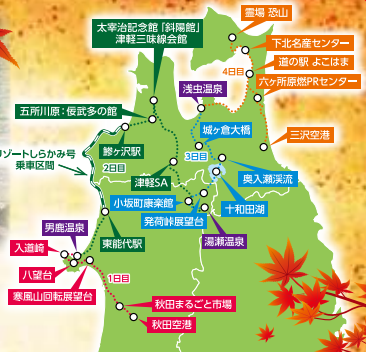 霊場 恐山
太宰治記念館「斜陽館」
津軽三味線会館
下北名産センター
4日目
道の駅 よこはま
浅虫温泉
六ヶ所原燃PRセンター
五所川原：佞武多の館
城ヶ倉大橋
三沢空港
鰺ヶ沢駅
リゾートしらかみ号
乗車区間
2日目
3日目
奥入瀬渓流
津軽SA
小坂町康楽館
十和田湖
発荷峠展望台
男鹿温泉
湯瀬温泉
入道崎
東能代駅
八望台
1日目
寒風山回転展望台
秋田まるごと市場
秋田空港